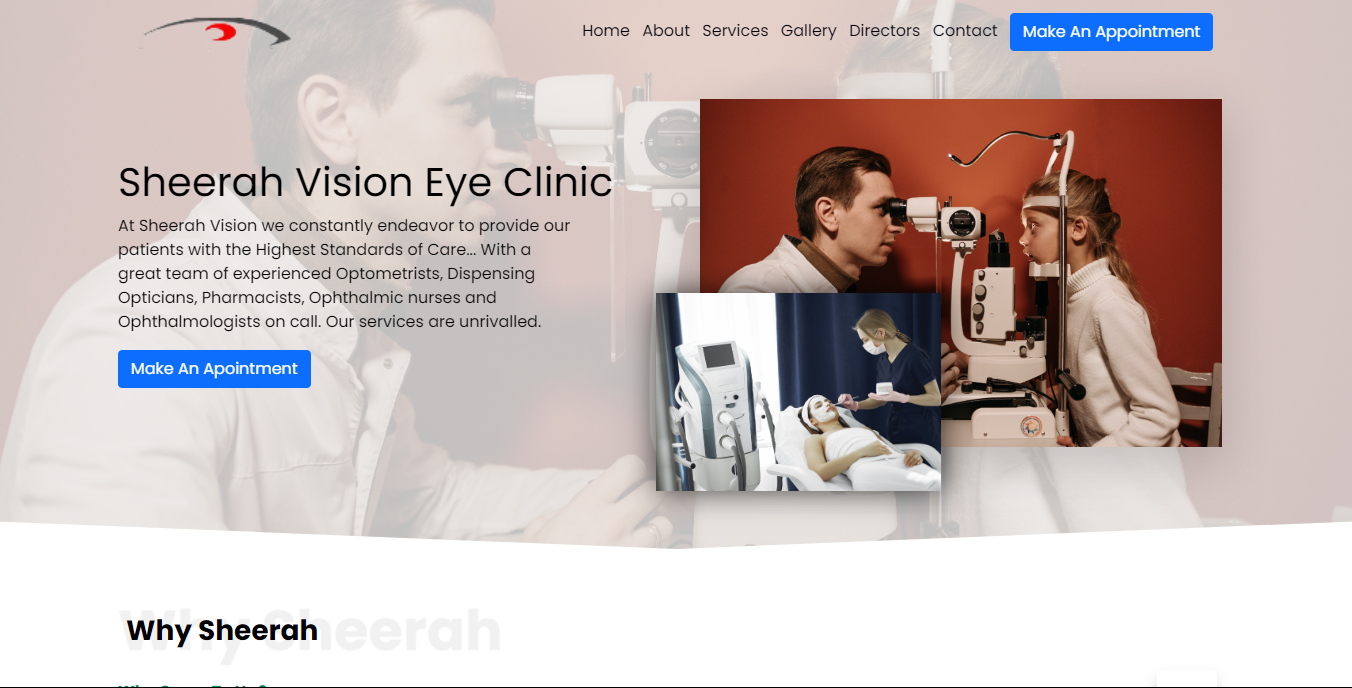 Home About Services Gallery Directors Contact Make An Appointment
Sheerah Vision Eye Clinic
At Sheerah Vision we constantly endeavor to provide our
patients with the Highest Standards of Care... With a
great team of experienced Optometrists, Dispensing
Opticians, Pharmacists, Ophthalmic nurses and
Ophthalmologists on call. Our services are unrivalled.
Make An Apointment
Why Sheerah
Why Sheerah